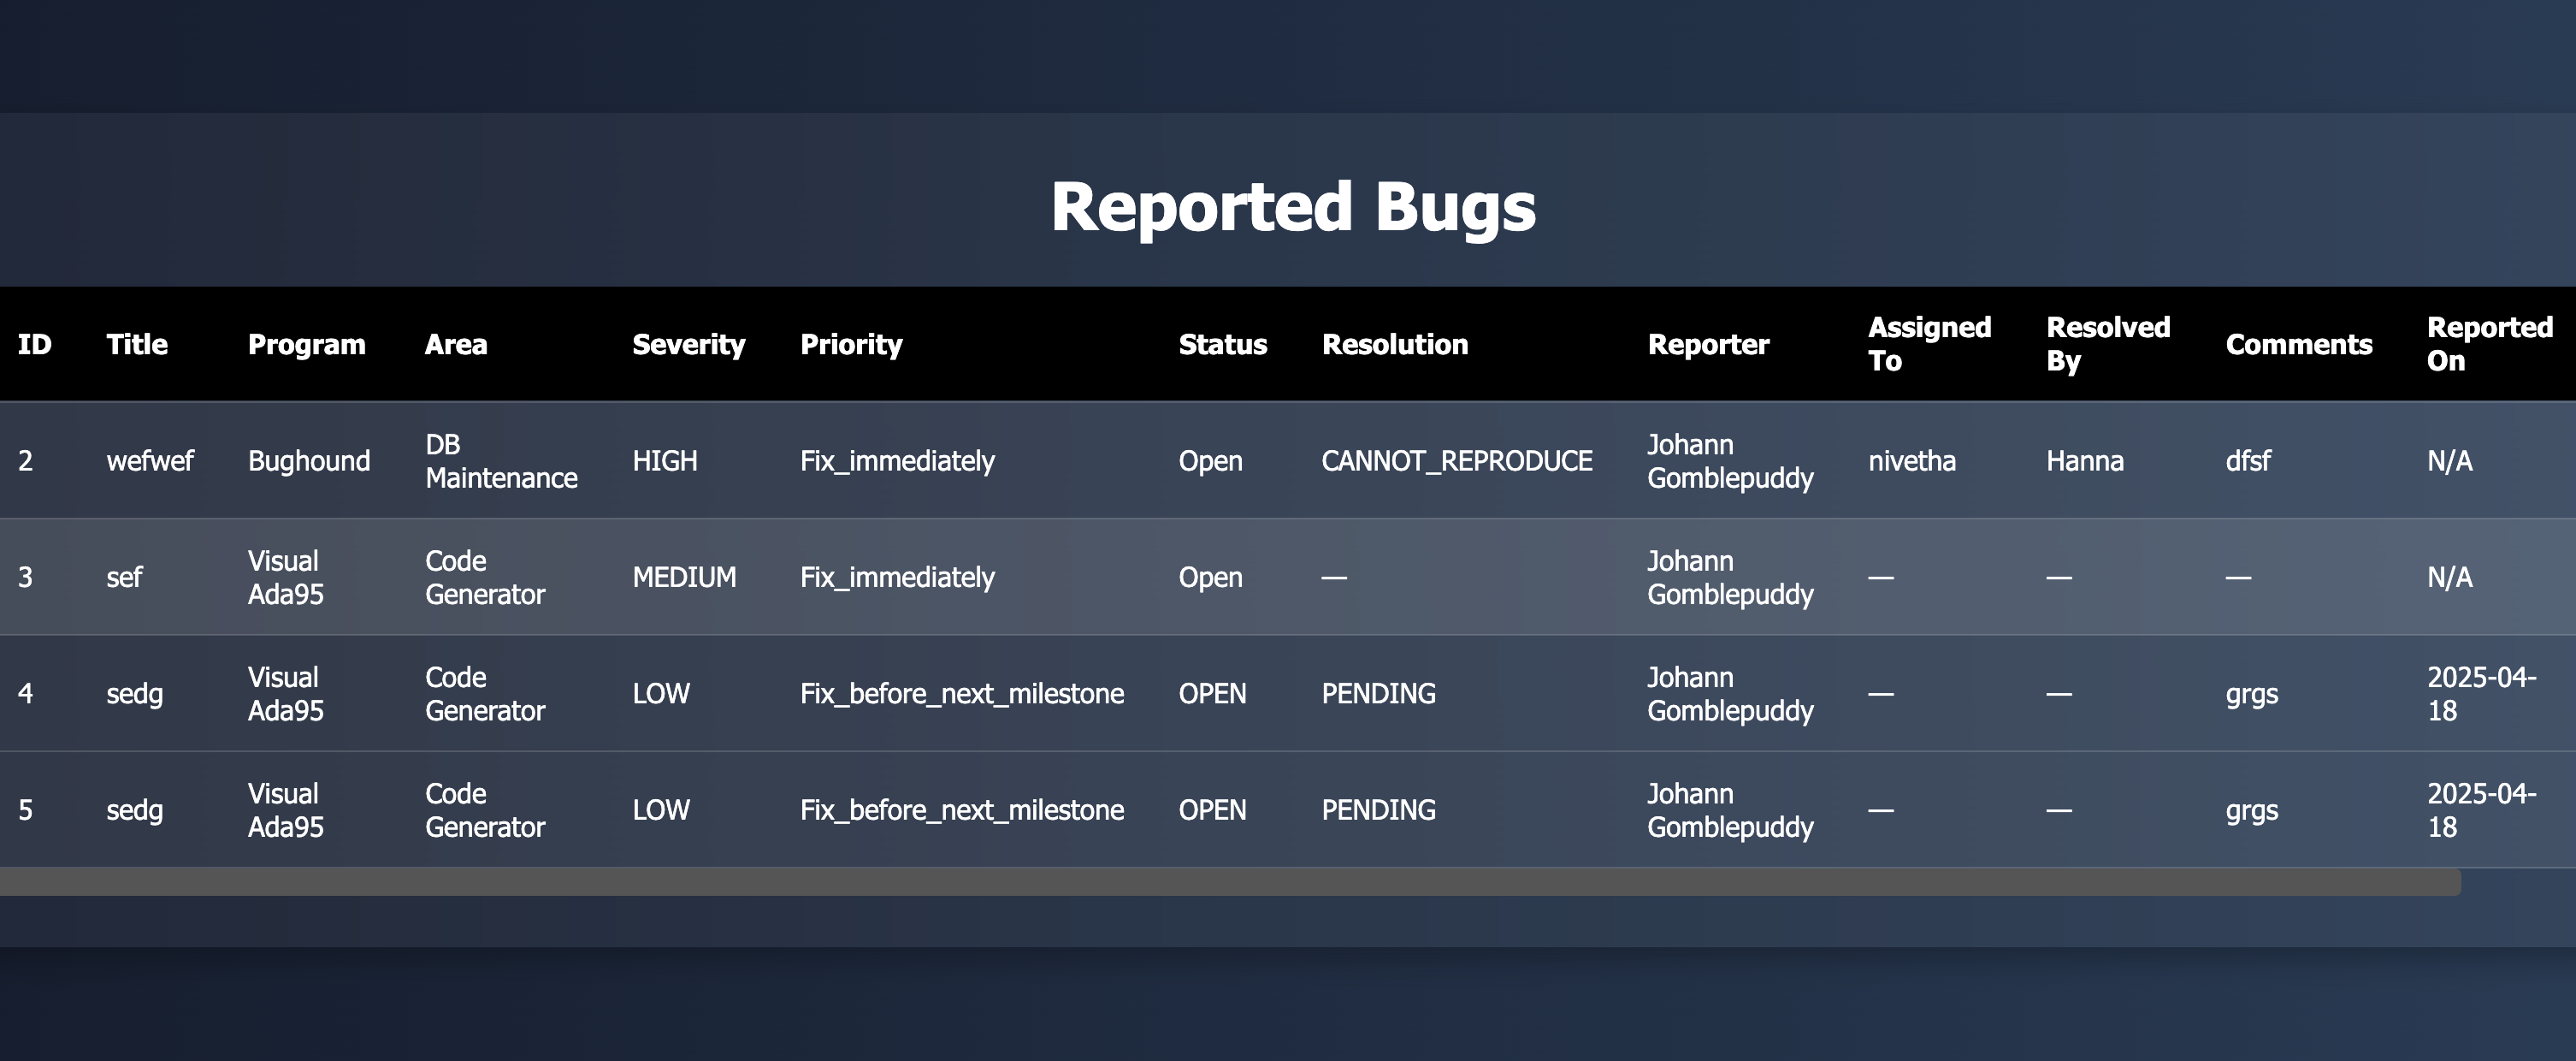 Reported Bugs
ID Title Program Area Severity Priority Status Resolution Reporter Assigned To Resolved By Comments Reported On
2 wefwef Bughound DB Maintenance HIGH Fix_immediately Open CANNOT_REPRODUCE Johann Gomblepuddy nivetha Hanna dfsf N/A
3 sef Visual Ada95 Code Generator MEDIUM Fix_immediately Open — Johann Gomblepuddy — — — N/A
4 sedg Visual Ada95 Code Generator LOW Fix_before_next_milestone OPEN PENDING Johann Gomblepuddy — — grgs 2025-04-18
5 sedg Visual Ada95 Code Generator LOW Fix_before_next_milestone OPEN PENDING Johann Gomblepuddy — — grgs 2025-04-18